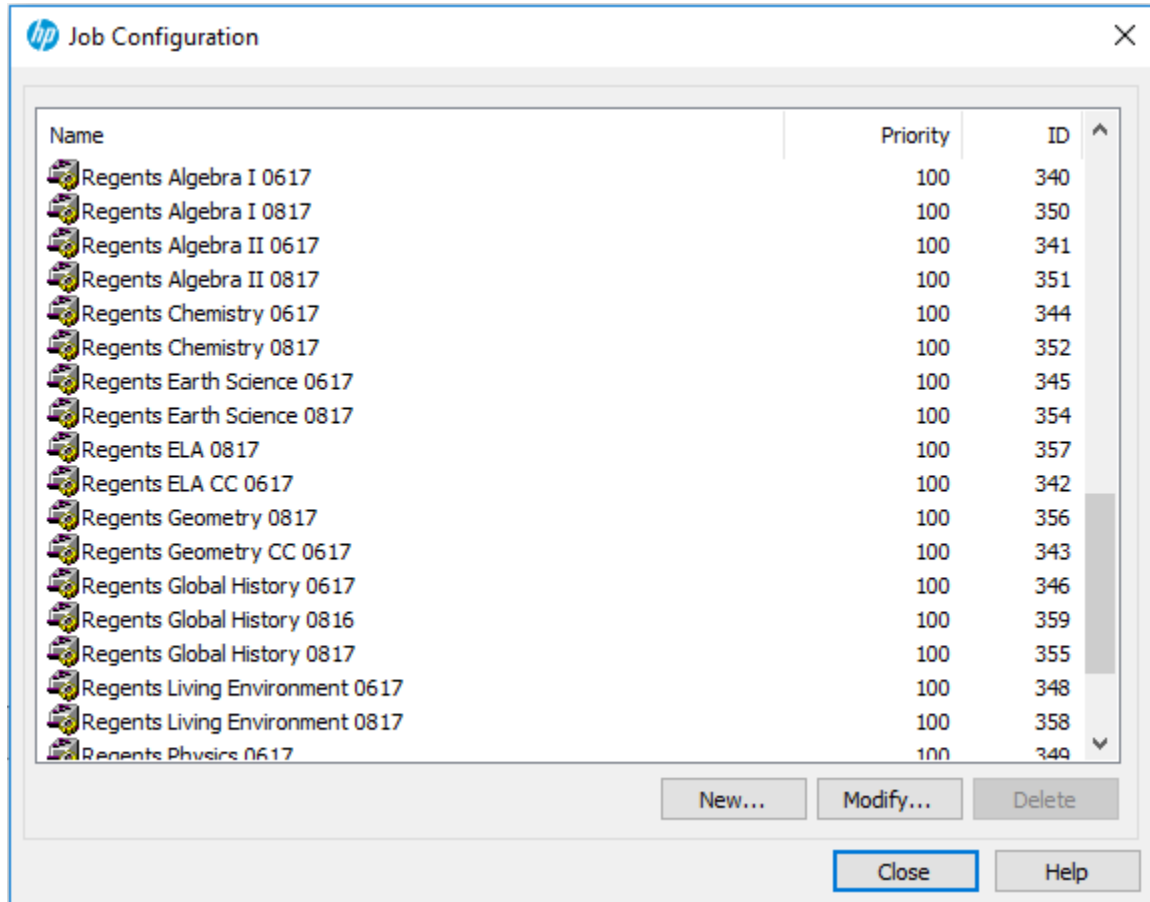 hp Job Configuration
Name Priority ID
Regents Algebra I 0617 100 340
Regents Algebra I 0817 100 350
Regents Algebra II 0617 100 341
Regents Algebra II 0817 100 351
Regents Chemistry 0617 100 344
Regents Chemistry 0817 100 352
Regents Earth Science 0617 100 345
Regents Earth Science 0817 100 354
Regents ELA 0817 100 357
Regents ELA CC 0617 100 342
Regents Geometry 0817 100 356
Regents Geometry CC 0617 100 343
Regents Global History 0617 100 346
Regents Global History 0816 100 359
Regents Global History 0817 100 355
Regents Living Environment 0617 100 348
Regents Living Environment 0817 100 358
Regents Physics 0617 100 349
New... Modify... Delete
Close Help